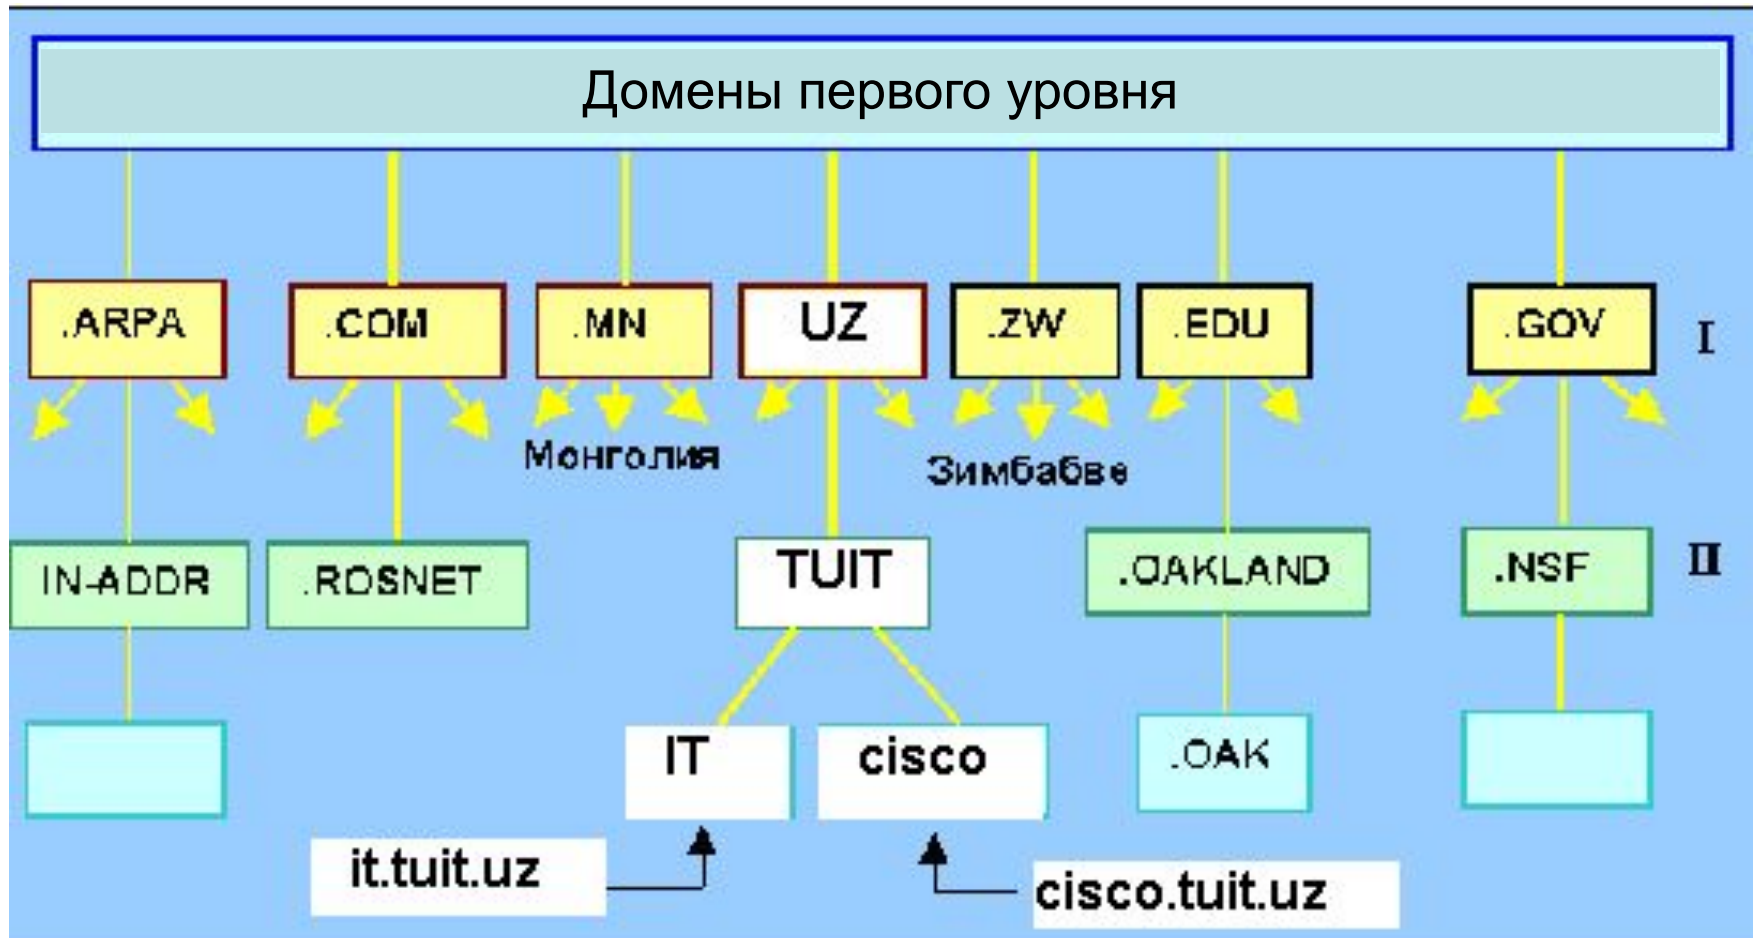 Домены первого уровня
.ARPA
.COM
.MN
UZ
.ZW
.EDU
.GOV
I
Монголия
Зимбабве
IN-ADDR
.ROSNET
TUIT
.OAKLAND
.NSF
II
IT
cisco
.OAK
it.tuit.uz
cisco.tuit.uz